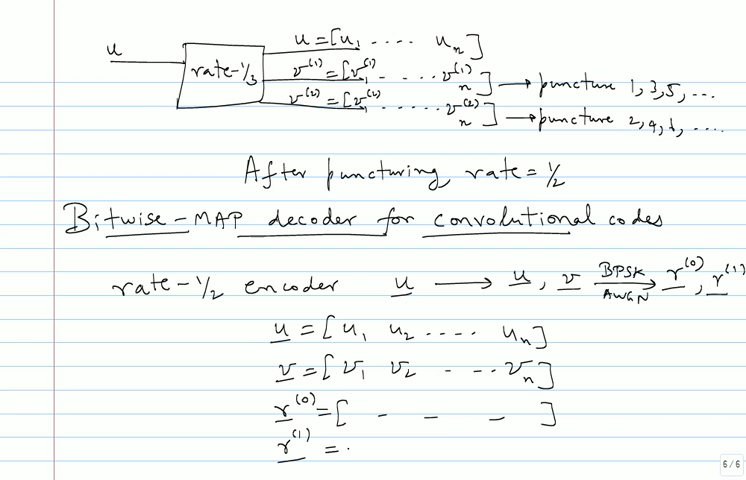 u = [u₁ .... uₙ]
u rate-1/3 v⁽¹⁾ = [v₁⁽¹⁾ .... vₙ⁽¹⁾] → puncture 1, 3, 5, ...
v⁽²⁾ = [v₁⁽²⁾ .... vₙ⁽²⁾] → puncture 2, 4, 6, ....
After puncturing, rate = 1/2
Bitwise-MAP decoder for convolutional codes
rate-1/2 encoder u → u, v BPSK AWGN → r⁽⁰⁾, r⁽¹⁾
u = [u₁ u₂ .... uₙ]
v = [v₁ v₂ - ... vₙ]
r⁽⁰⁾ = [ - - - ]
r⁽¹⁾ = .
6 / 6